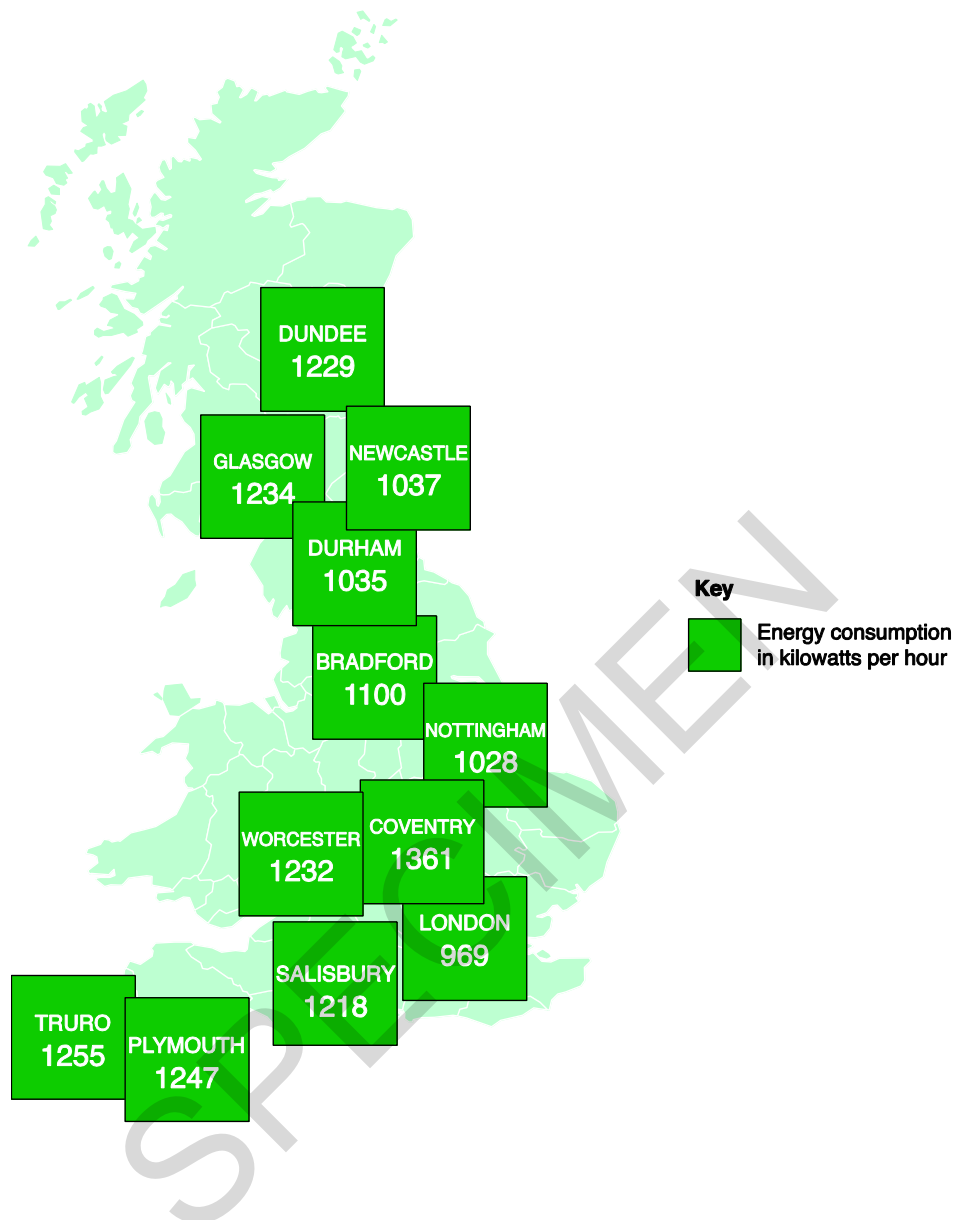 DUNDEE
1229
NEWCASTLE
1037
GLASGOW
1234
DURHAM
1035
Key
Energy consumption
in kilowatts per hour
BRADFORD
1100
NOTTINGHAM
1028
COVENTRY
1361
WORCESTER
1232
LONDON
969
SALISBURY
1218
TRURO
1255
PLYMOUTH
1247
SPECIMEN